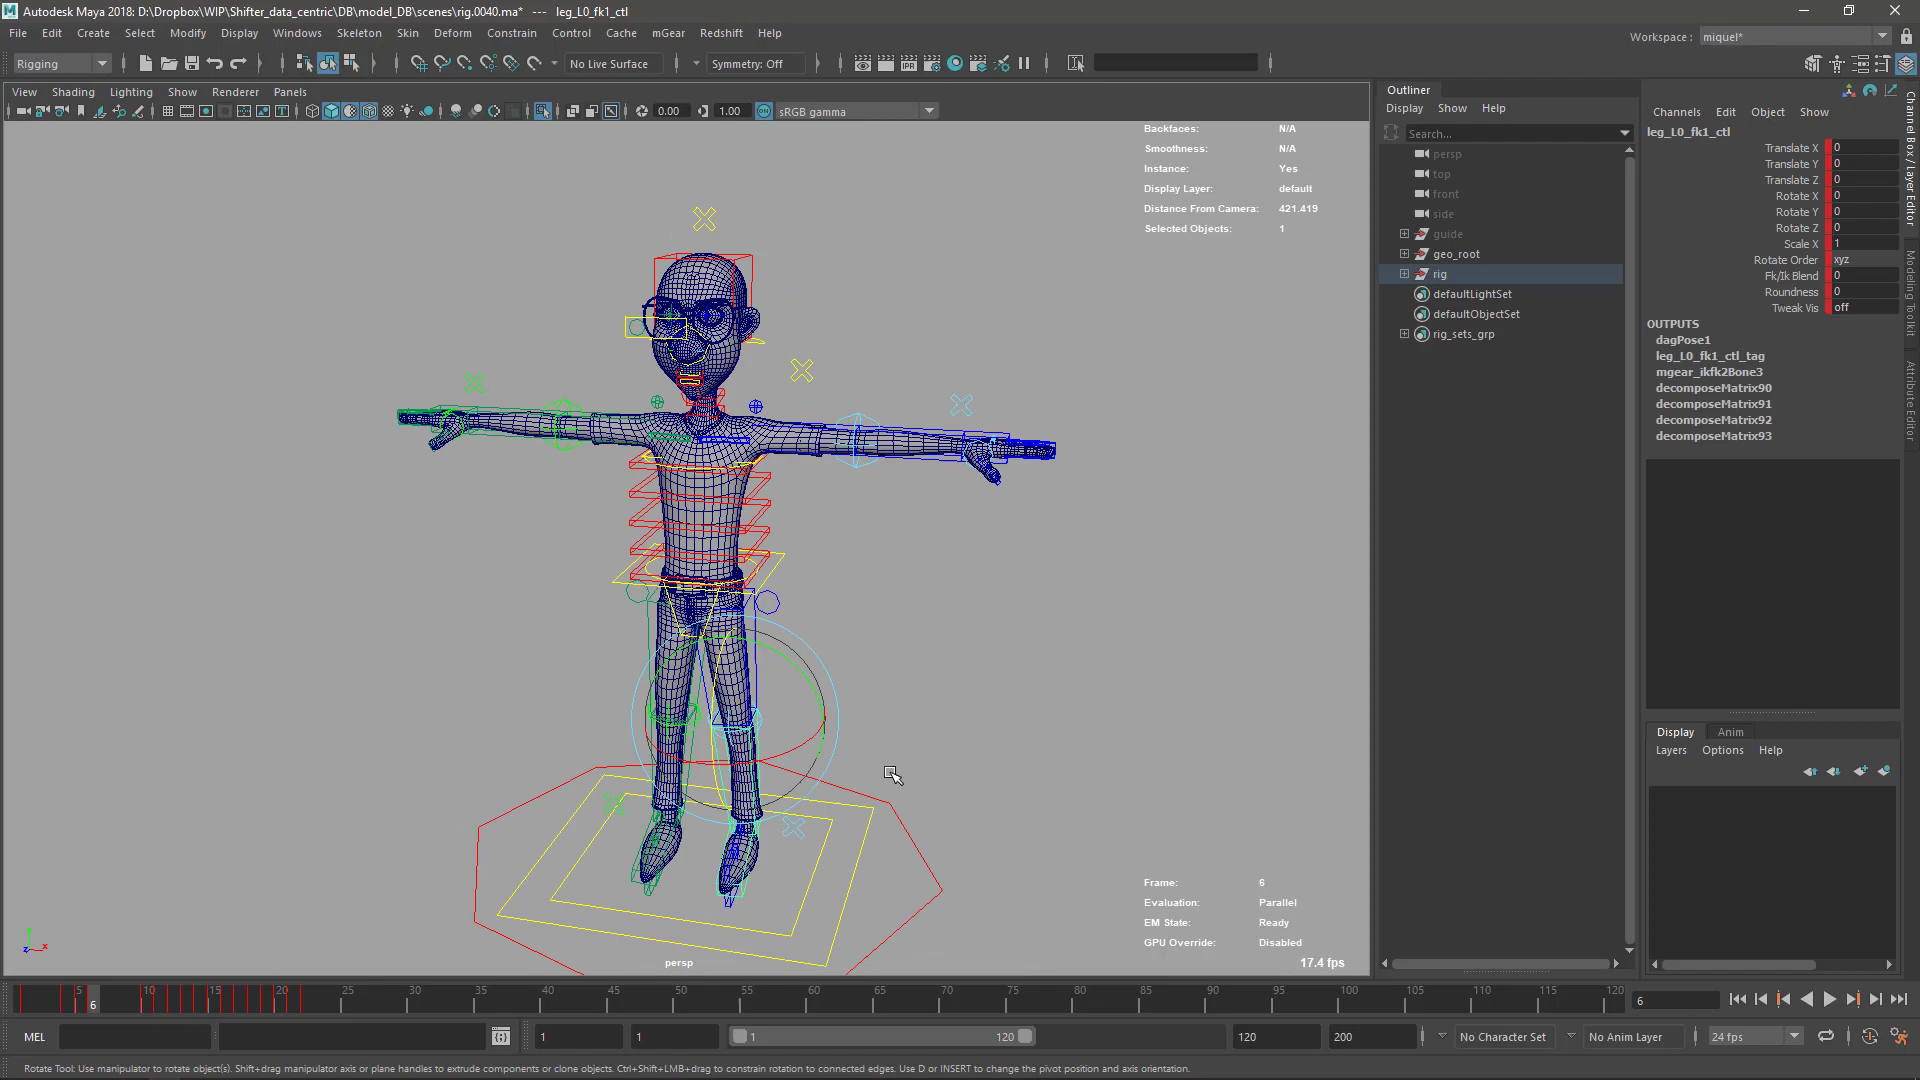 Autodesk Maya 2018: D:\Dropbox\WIP\Shifter_data_centric\DB\model_DB\scenes\rig.0040.ma* --- leg_L0_fk1_ctl
File Edit Create Select Modify Display Windows Skeleton Skin Deform Constrain Control Cache mGear Redshift Help
Workspace : miquel*
Rigging
No Live Surface
Symmetry: Off
IPR
View Shading Lighting Show Renderer Panels
0.00
1.00
ON
sRGB gamma
Backfaces: N/A
Smoothness: N/A
Instance: Yes
Display Layer: default
Distance From Camera: 421.419
Selected Objects: 1
Frame: 6
Evaluation: Parallel
EM State: Ready
GPU Override: Disabled
17.4 fps
persp
Y
Z
X
Outliner
Display Show Help
Search...
persp
top
front
side
guide
geo_root
rig
defaultLightSet
defaultObjectSet
rig_sets_grp
Channels Edit Object Show
leg_L0_fk1_ctl
Translate X 0
Translate Y 0
Translate Z 0
Rotate X 0
Rotate Y 0
Rotate Z 0
Scale X 1
Rotate Order xyz
Fk/Ik Blend 0
Roundness 0
Tweak Vis off
OUTPUTS
dagPose1
leg_L0_fk1_ctl_tag
mgear_ikfk2Bone3
decomposeMatrix90
decomposeMatrix91
decomposeMatrix92
decomposeMatrix93
Channel Box / Layer Editor
Modeling Toolkit
Attribute Editor
Display Anim
Layers Options Help
5 10 15 20 25 30 35 40 45 50 55 60 65 70 75 80 85 90 95 100 105 110 115 120
6
6
MEL
1
1
1
120
120
200
No Character Set
No Anim Layer
24 fps
Rotate Tool: Use manipulator to rotate object(s). Shift+drag manipulator axis or plane handles to extrude components or clone objects. Ctrl+Shift+LMB+drag to constrain rotation to connected edges. Use D or INSERT to change the pivot position and axis orientation.